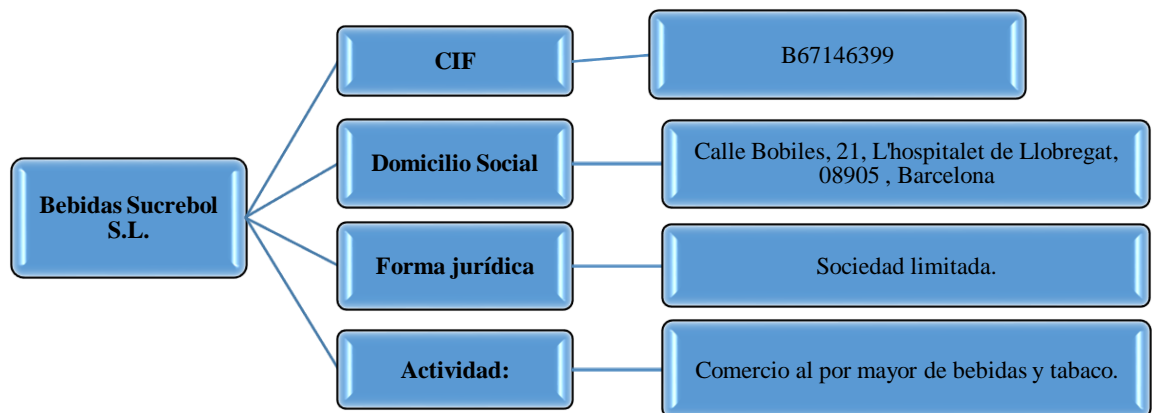 Bebidas Sucrebol
S.L.
CIF
B67146399
Domicilio Social
Calle Bobiles, 21, L'hospitalet de Llobregat,
08905 , Barcelona
Forma jurídica
Sociedad limitada.
Actividad:
Comercio al por mayor de bebidas y tabaco.